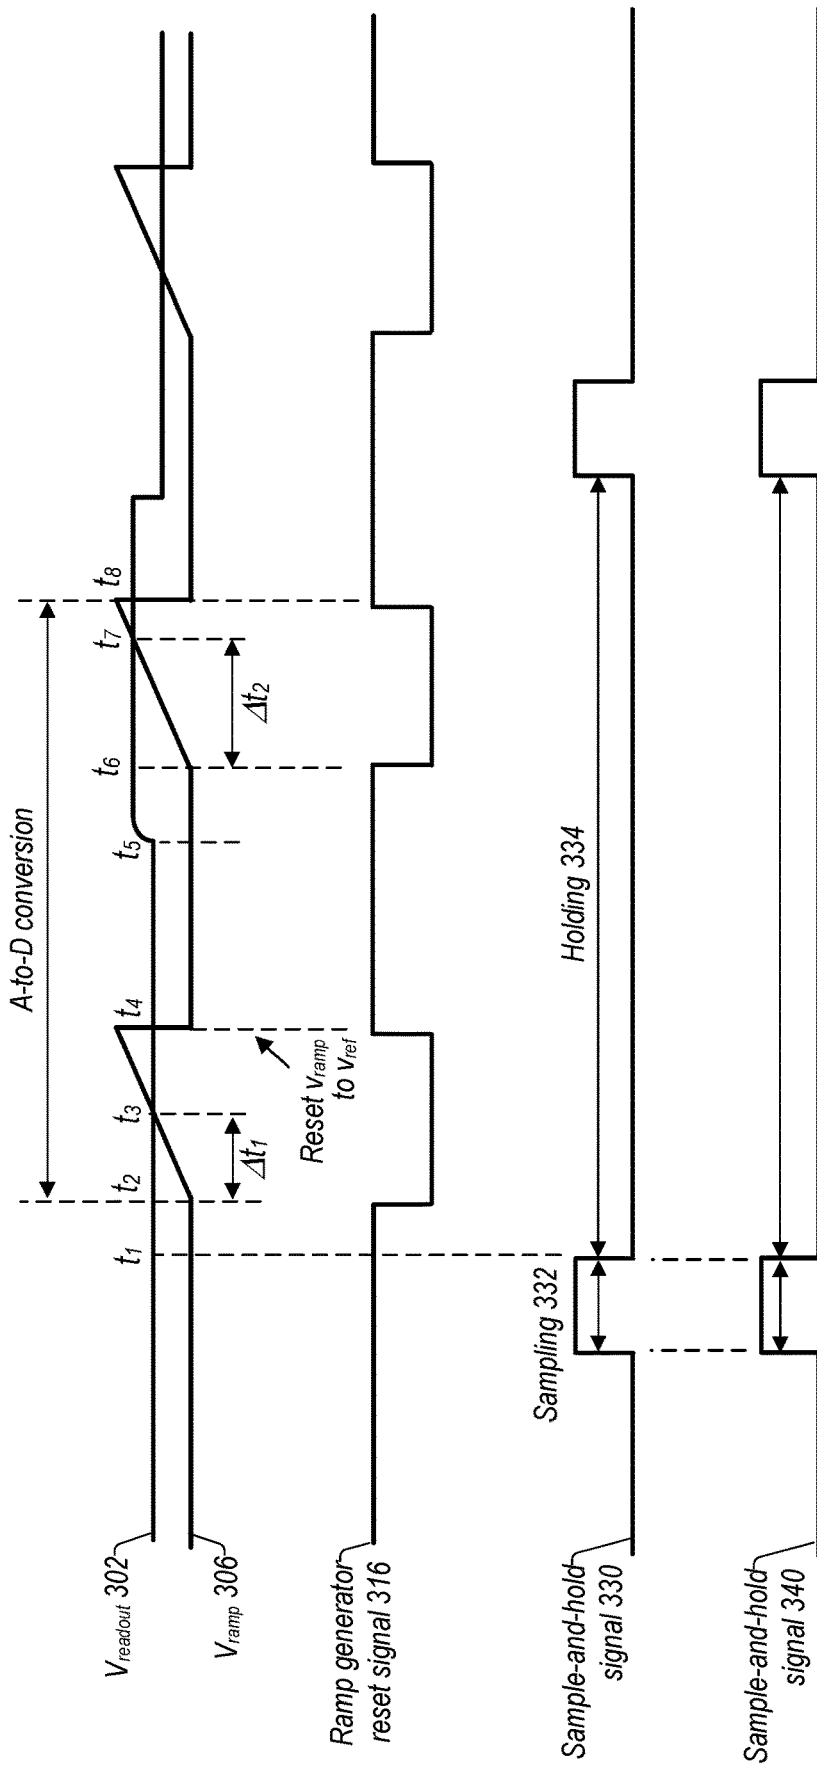 A-to-D conversion
t1
t2
t3
t4
t5
t6
t7
t8
Vreadout 302
Vramp 306
Δt1
Δt2
Reset vramp
to vref
Ramp generator
reset signal 316
Sampling 332
Holding 334
Sample-and-hold
signal 330
Sample-and-hold
signal 340